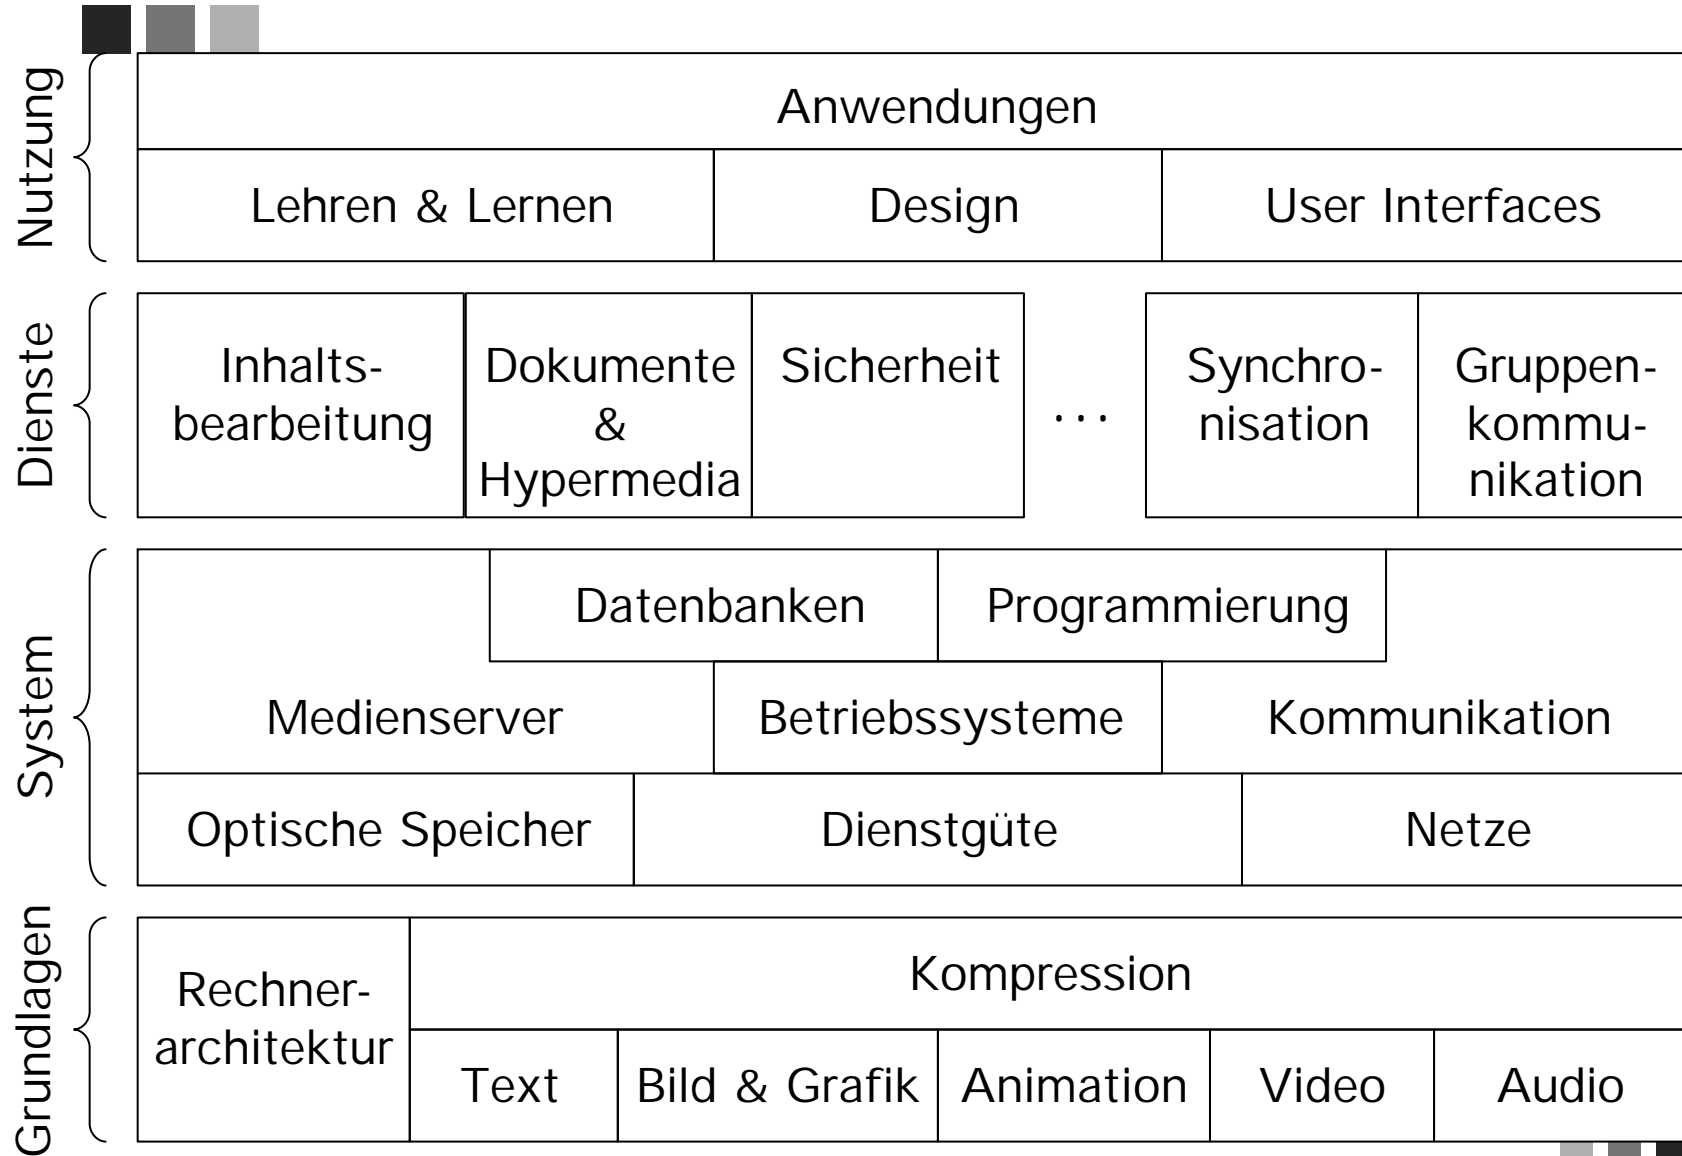 Nutzung
Anwendungen
Lehren & Lernen
Design
User Interfaces
Dienste
Inhalts-
bearbeitung
Dokumente
&
Hypermedia
Sicherheit
...
Synchro-
nisation
Gruppen-
kommu-
nikation
System
Datenbanken
Programmierung
Medienserver
Betriebssysteme
Kommunikation
Optische Speicher
Dienstgüte
Netze
Grundlagen
Rechner-
architektur
Kompression
Text
Bild & Grafik
Animation
Video
Audio